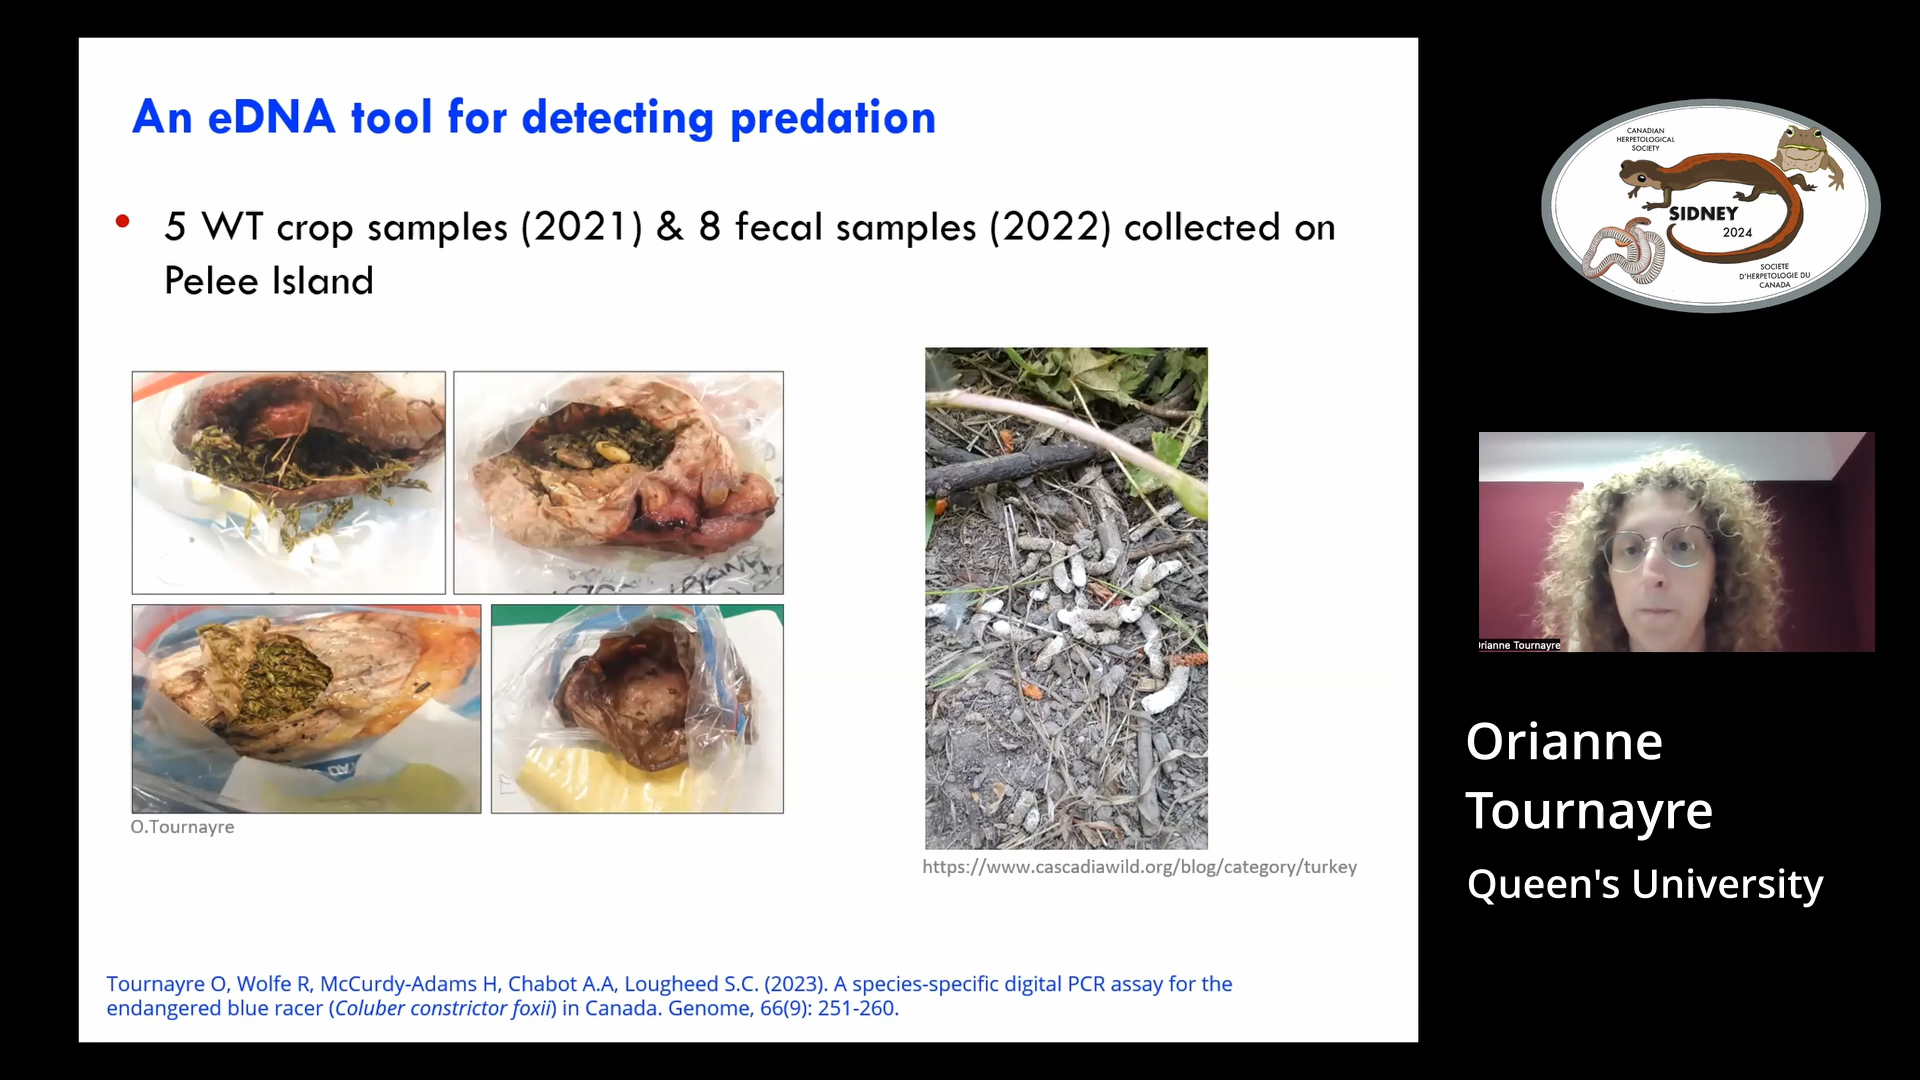 An eDNA tool for detecting predation
• 5 WT crop samples (2021) & 8 fecal samples (2022) collected on
Pelee Island
O.Tournayre
https://www.cascadiawild.org/blog/category/turkey
Tournayre O, Wolfe R, McCurdy-Adams H, Chabot A.A, Lougheed S.C. (2023). A species-specific digital PCR assay for the
endangered blue racer (Coluber constrictor foxii) in Canada. Genome, 66(9): 251-260.
CANADIAN
HERPETOLOGICAL
SOCIETY
SIDNEY
2024
SOCIETE
D'HERPETOLOGIE DU
CANADA
rianne Tournayre
Orianne
Tournayre
Queen's University